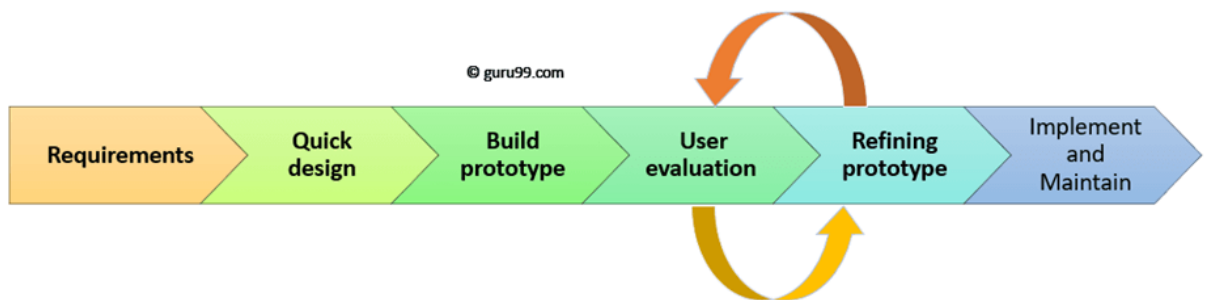 © guru99.com
Requirements
Quick
design
Build
prototype
User
evaluation
Refining
prototype
Implement
and
Maintain